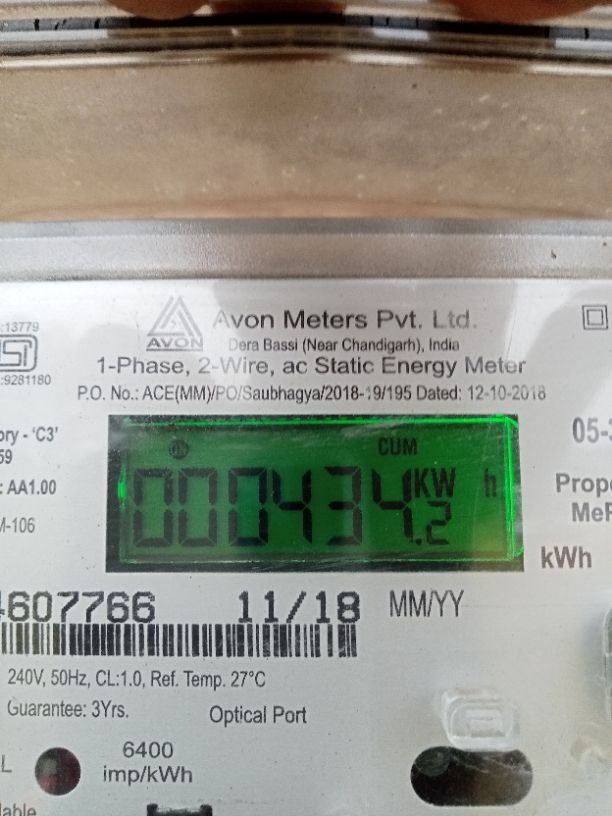 Avon Meters Pvt. Ltd.
:13779
AVON
Dera Bassi (Near Chandigarh), India
:9281180
1-Phase, 2-Wire, ac Static Energy Meter
P.O. No.: ACE(MM)/PO/Saubhagya/2018-19/195 Dated: 12-10-2018
ory - 'C3'
59
: AA1.00
M-106
CUM
000434.2 KW h
05-3
Prope
MeP
kWh
4607766 11/18 MM/YY
240V, 50Hz, CL:1.0, Ref. Temp. 27°C
Guarantee: 3Yrs.
Optical Port
L
6400
imp/kWh
lable